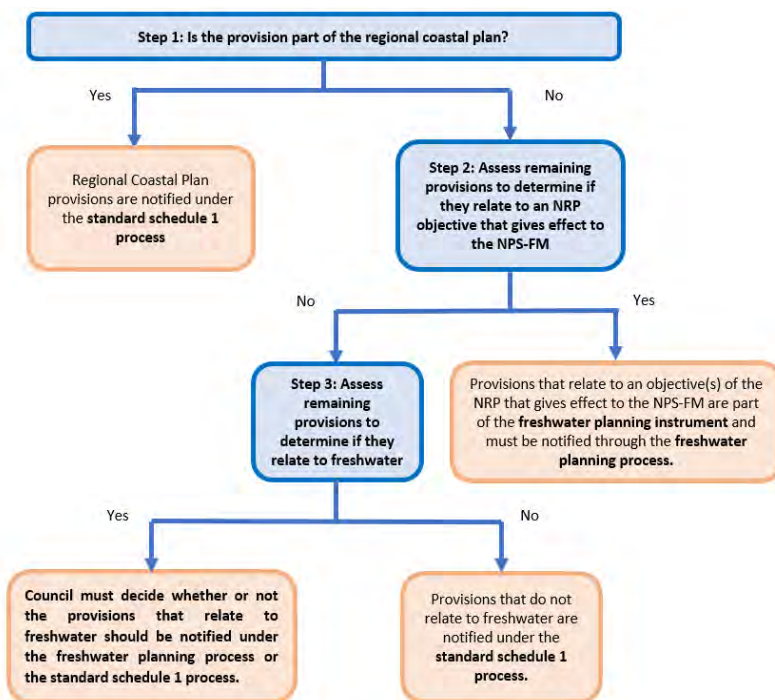 Step 1: Is the provision part of the regional coastal plan?
Yes
No
Regional Coastal Plan
provisions are notified under
the standard schedule 1
process
Step 2: Assess remaining
provisions to determine if
they relate to an NRP
objective that gives effect to
the NPS-FM
No
Yes
Step 3: Assess
remaining
provisions to
determine if they
relate to freshwater
Provisions that relate to an objective(s) of the
NRP that gives effect to the NPS-FM are part
of the freshwater planning instrument and
must be notified through the freshwater
planning process.
Yes
No
Council must decide whether or not
the provisions that relate to
freshwater should be notified under
the freshwater planning process or
the standard schedule 1 process.
Provisions that do not
relate to freshwater are
notified under the
standard schedule 1
process.